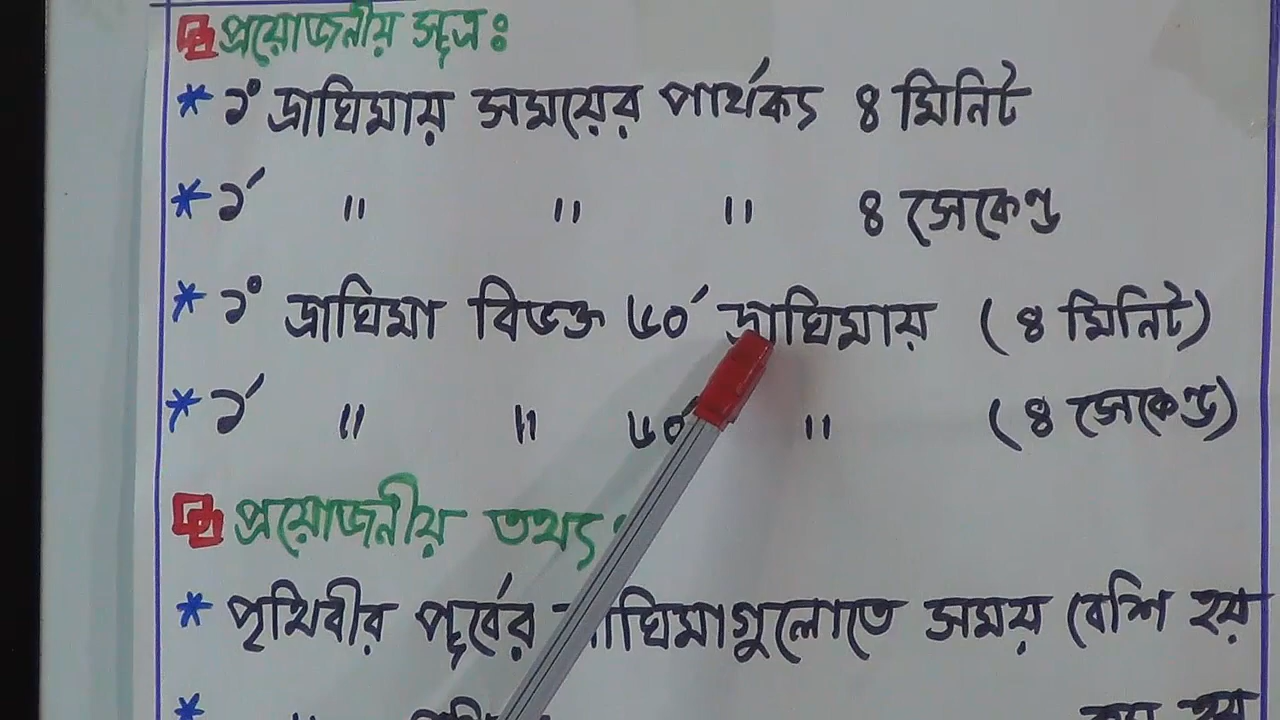 প্রয়োজনীয় সূত্র:
* ১° দ্রাঘিমায় সময়ের পার্থক্য ৪ মিনিট
* ১′ " " " ৪ সেকেণ্ড
* ১° দ্রাঘিমা বিভক্ত ৬০′ দ্রাঘিমায় (৪ মিনিট)
* ১′ " " ৬০″ " (৪ সেকেণ্ড)
প্রয়োজনীয় তথ্য:
* পৃথিবীর পূর্বের দ্রাঘিমাগুলোতে সময় বেশি হয়
* "